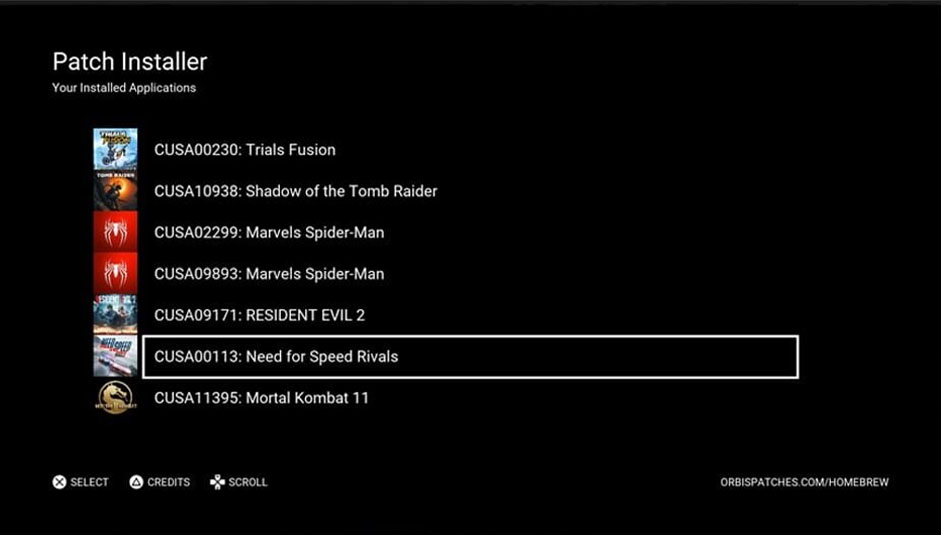 Patch Installer
Your Installed Applications
CUSA00230: Trials Fusion
TOMB RAIDER
CUSA10938: Shadow of the Tomb Raider
CUSA02299: Marvels Spider-Man
CUSA09893: Marvels Spider-Man
CUSA09171: RESIDENT EVIL 2
CUSA00113: Need for Speed Rivals
CUSA11395: Mortal Kombat 11
SELECT CREDITS SCROLL ORBISPATCHES.COM/HOMEBREW